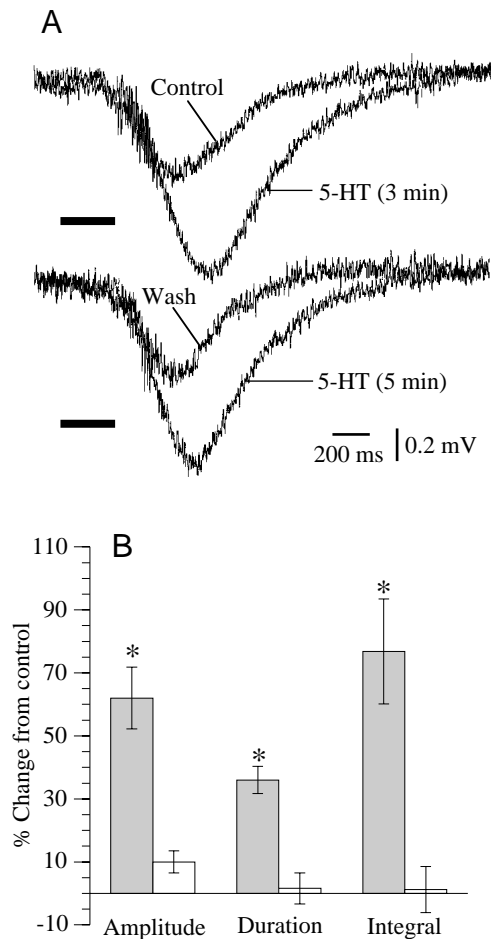 A
Control
5-HT (3 min)
Wash
5-HT (5 min)
200 ms
0.2 mV
B
% Change from control
110
90
70
50
30
10
-10
*
*
*
Amplitude
Duration
Integral